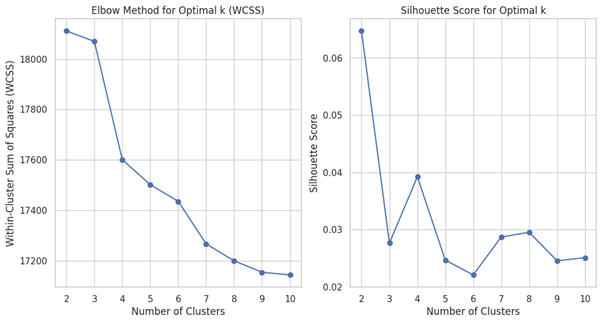 Elbow Method for Optimal k (WCSS)
Within-Cluster Sum of Squares (WCSS)
18000
17800
17600
17400
17200
2 3 4 5 6 7 8 9 10
Number of Clusters
Silhouette Score for Optimal k
Silhouette Score
0.06
0.05
0.04
0.03
0.02
2 3 4 5 6 7 8 9 10
Number of Clusters